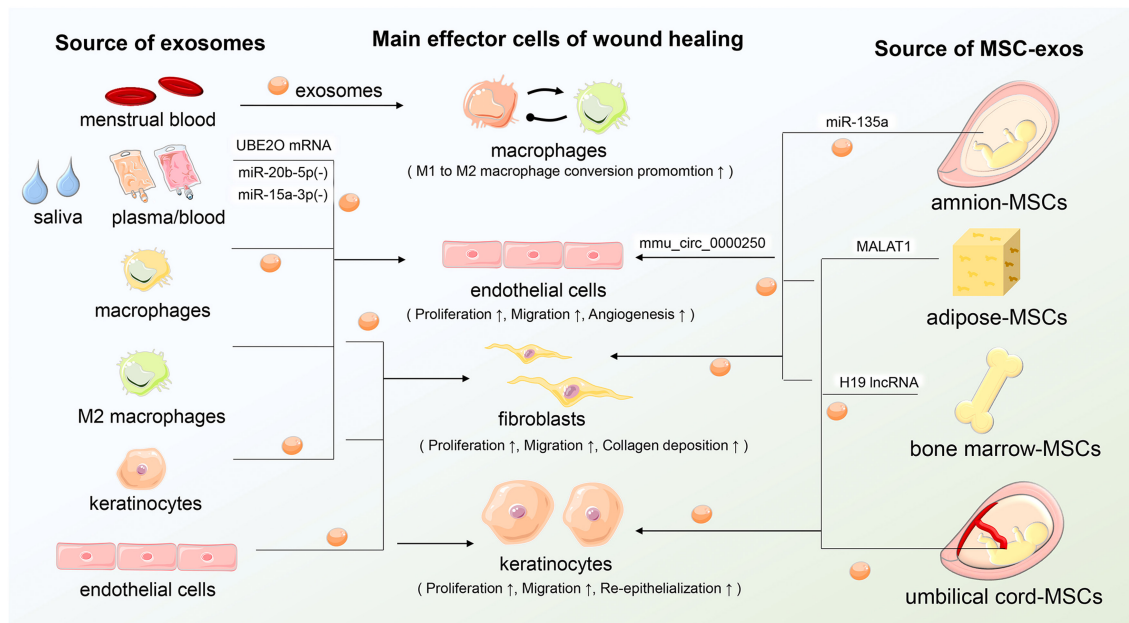 Source of exosomes
menstrual blood
saliva
plasma/blood
macrophages
M2 macrophages
keratinocytes
endothelial cells
exosomes
UBE2O mRNA
miR-20b-5p(-)
miR-15a-3p(-)
Main effector cells of wound healing
macrophages
( M1 to M2 macrophage conversion promomtion ↑ )
endothelial cells
( Proliferation ↑, Migration ↑, Angiogenesis ↑ )
fibroblasts
( Proliferation ↑, Migration ↑, Collagen deposition ↑ )
keratinocytes
( Proliferation ↑, Migration ↑, Re-epithelialization ↑ )
Source of MSC-exos
miR-135a
amnion-MSCs
mmu_circ_0000250
MALAT1
adipose-MSCs
H19 lncRNA
bone marrow-MSCs
umbilical cord-MSCs